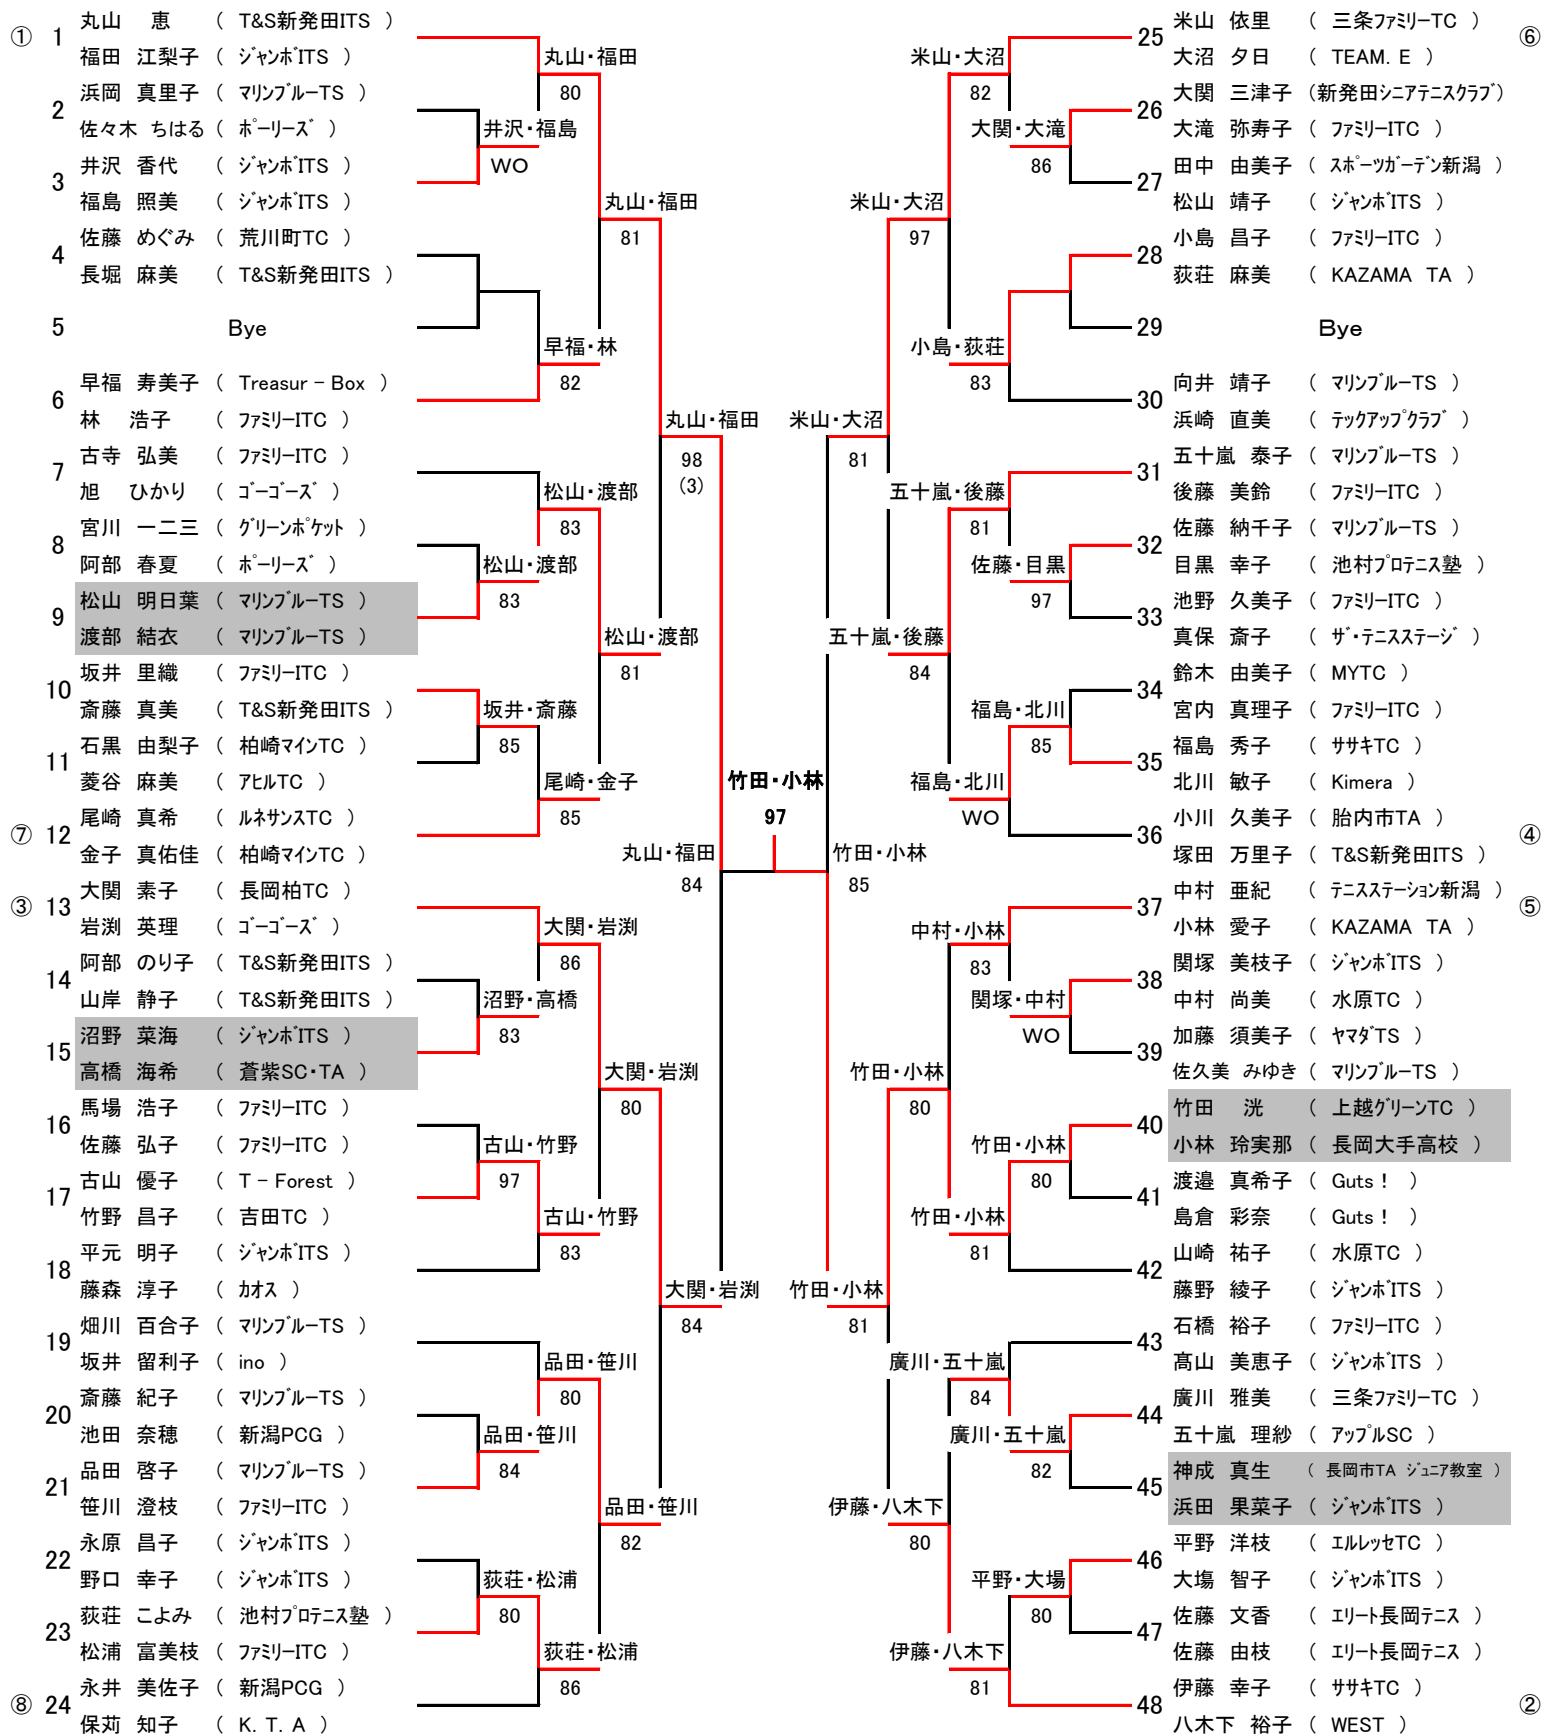 ① 1 丸山 恵 ( T&S新発田ITS )
福田 江梨子 ( ジャンボITS )
2 浜岡 真里子 ( マリンブルーTS )
佐々木 ちはる ( ポーリーズ )
3 井沢 香代 ( ジャンボITS )
福島 照美 ( ジャンボITS )
4 佐藤 めぐみ ( 荒川町TC )
長堀 麻美 ( T&S新発田ITS )
5 Bye
6 早福 寿美子 ( Treasur－Box )
林 浩子 ( ファミリーITC )
7 古寺 弘美 ( ファミリーITC )
旭 ひかり ( ゴーゴーズ )
8 宮川 一二三 ( グリーンポケット )
阿部 春夏 ( ポーリーズ )
9 松山 明日葉 ( マリンブルーTS )
渡部 結衣 ( マリンブルーTS )
10 坂井 里織 ( ファミリーITC )
斎藤 真美 ( T&S新発田ITS )
11 石黒 由梨子 ( 柏崎マインTC )
菱谷 麻美 ( アヒルTC )
⑦ 12 尾崎 真希 ( ルネサンスTC )
金子 真佑佳 ( 柏崎マインTC )
③ 13 大関 素子 ( 長岡柏TC )
岩渕 英理 ( ゴーゴーズ )
14 阿部 のり子 ( T&S新発田ITS )
山岸 静子 ( T&S新発田ITS )
15 沼野 菜海 ( ジャンボITS )
高橋 海希 ( 蒼紫SC・TA )
16 馬場 浩子 ( ファミリーITC )
佐藤 弘子 ( ファミリーITC )
17 古山 優子 ( T－Forest )
竹野 昌子 ( 吉田TC )
18 平元 明子 ( ジャンボITS )
藤森 淳子 ( カオス )
19 畑川 百合子 ( マリンブルーTS )
坂井 留利子 ( ino )
20 斎藤 紀子 ( マリンブルーTS )
池田 奈穂 ( 新潟PCG )
21 品田 啓子 ( マリンブルーTS )
笹川 澄枝 ( ファミリーITC )
22 永原 昌子 ( ジャンボITS )
野口 幸子 ( ジャンボITS )
23 荻荘 こよみ ( 池村プロテニス塾 )
松浦 富美枝 ( ファミリーITC )
⑧ 24 永井 美佐子 ( 新潟PCG )
保苅 知子 ( K. T. A )
丸山・福田
80
井沢・福島
WO
丸山・福田
81
早福・林
82
丸山・福田
98
(3)
松山・渡部
83
松山・渡部
83
松山・渡部
81
坂井・斎藤
85
尾崎・金子
85
丸山・福田
84
大関・岩渕
86
沼野・高橋
83
大関・岩渕
80
古山・竹野
97
古山・竹野
83
大関・岩渕
84
品田・笹川
80
品田・笹川
84
品田・笹川
82
荻荘・松浦
80
荻荘・松浦
86
竹田・小林
97
米山・大沼
82
大関・大滝
86
米山・大沼
97
小島・荻荘
83
米山・大沼
81
五十嵐・後藤
81
佐藤・目黒
97
五十嵐・後藤
84
福島・北川
85
福島・北川
WO
竹田・小林
85
中村・小林
83
関塚・中村
WO
竹田・小林
80
竹田・小林
80
竹田・小林
81
竹田・小林
81
廣川・五十嵐
84
廣川・五十嵐
82
伊藤・八木下
80
平野・大場
80
伊藤・八木下
81
25 米山 依里 ( 三条ファミリーTC ) ⑥
大沼 夕日 ( TEAM. E )
26 大関 三津子 (新発田シニアテニスクラブ)
大滝 弥寿子 ( ファミリーITC )
27 田中 由美子 ( スポーツガーデン新潟 )
松山 靖子 ( ジャンボITS )
28 小島 昌子 ( ファミリーITC )
荻荘 麻美 ( KAZAMA TA )
29 Bye
30 向井 靖子 ( マリンブルーTS )
浜崎 直美 ( テックアップクラブ )
31 五十嵐 泰子 ( マリンブルーTS )
後藤 美鈴 ( ファミリーITC )
32 佐藤 納千子 ( マリンブルーTS )
目黒 幸子 ( 池村プロテニス塾 )
33 池野 久美子 ( ファミリーITC )
真保 斎子 ( ザ・テニスステージ )
34 鈴木 由美子 ( MYTC )
宮内 真理子 ( ファミリーITC )
35 福島 秀子 ( ササキTC )
北川 敏子 ( Kimera )
36 小川 久美子 ( 胎内市TA ) ④
塚田 万里子 ( T&S新発田ITS )
37 中村 亜紀 ( テニスステーション新潟 ) ⑤
小林 愛子 ( KAZAMA TA )
38 関塚 美枝子 ( ジャンボITS )
中村 尚美 ( 水原TC )
39 加藤 須美子 ( ヤマダTS )
佐久美 みゆき ( マリンブルーTS )
40 竹田 洸 ( 上越グリーンTC )
小林 玲実那 ( 長岡大手高校 )
41 渡邉 真希子 ( Guts！ )
島倉 彩奈 ( Guts！ )
42 山崎 祐子 ( 水原TC )
藤野 綾子 ( ジャンボITS )
43 石橋 裕子 ( ファミリーITC )
髙山 美恵子 ( ジャンボITS )
44 廣川 雅美 ( 三条ファミリーTC )
五十嵐 理紗 ( アップルSC )
45 神成 真生 ( 長岡市TA ジュニア教室 )
浜田 果菜子 ( ジャンボITS )
46 平野 洋枝 ( エルレッセTC )
大塲 智子 ( ジャンボITS )
47 佐藤 文香 ( エリート長岡テニス )
佐藤 由枝 ( エリート長岡テニス )
48 伊藤 幸子 ( ササキTC ) ②
八木下 裕子 ( WEST )